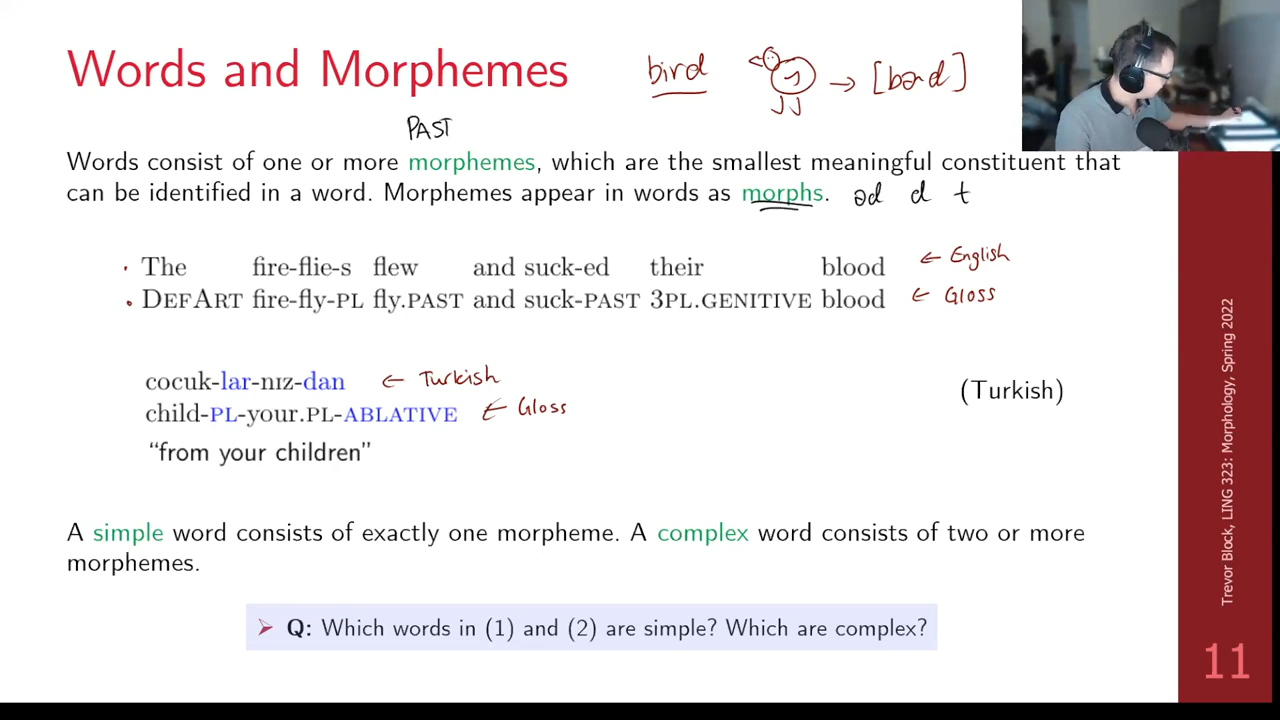 Words and Morphemes
bird → [bərd]
PAST
Words consist of one or more morphemes, which are the smallest meaningful constituent that
can be identified in a word. Morphemes appear in words as morphs. əd d t
The fire-flie-s flew and suck-ed their blood ← English
DEFART fire-fly-PL fly.PAST and suck-PAST 3PL.GENITIVE blood ← Gloss
cocuk-lar-nız-dan ← Turkish
(Turkish)
child-PL-your.PL-ABLATIVE ← Gloss
“from your children”
A simple word consists of exactly one morpheme. A complex word consists of two or more
morphemes.
➤ Q: Which words in (1) and (2) are simple? Which are complex?
Trevor Block, LING 323: Morphology, Spring 2022
11